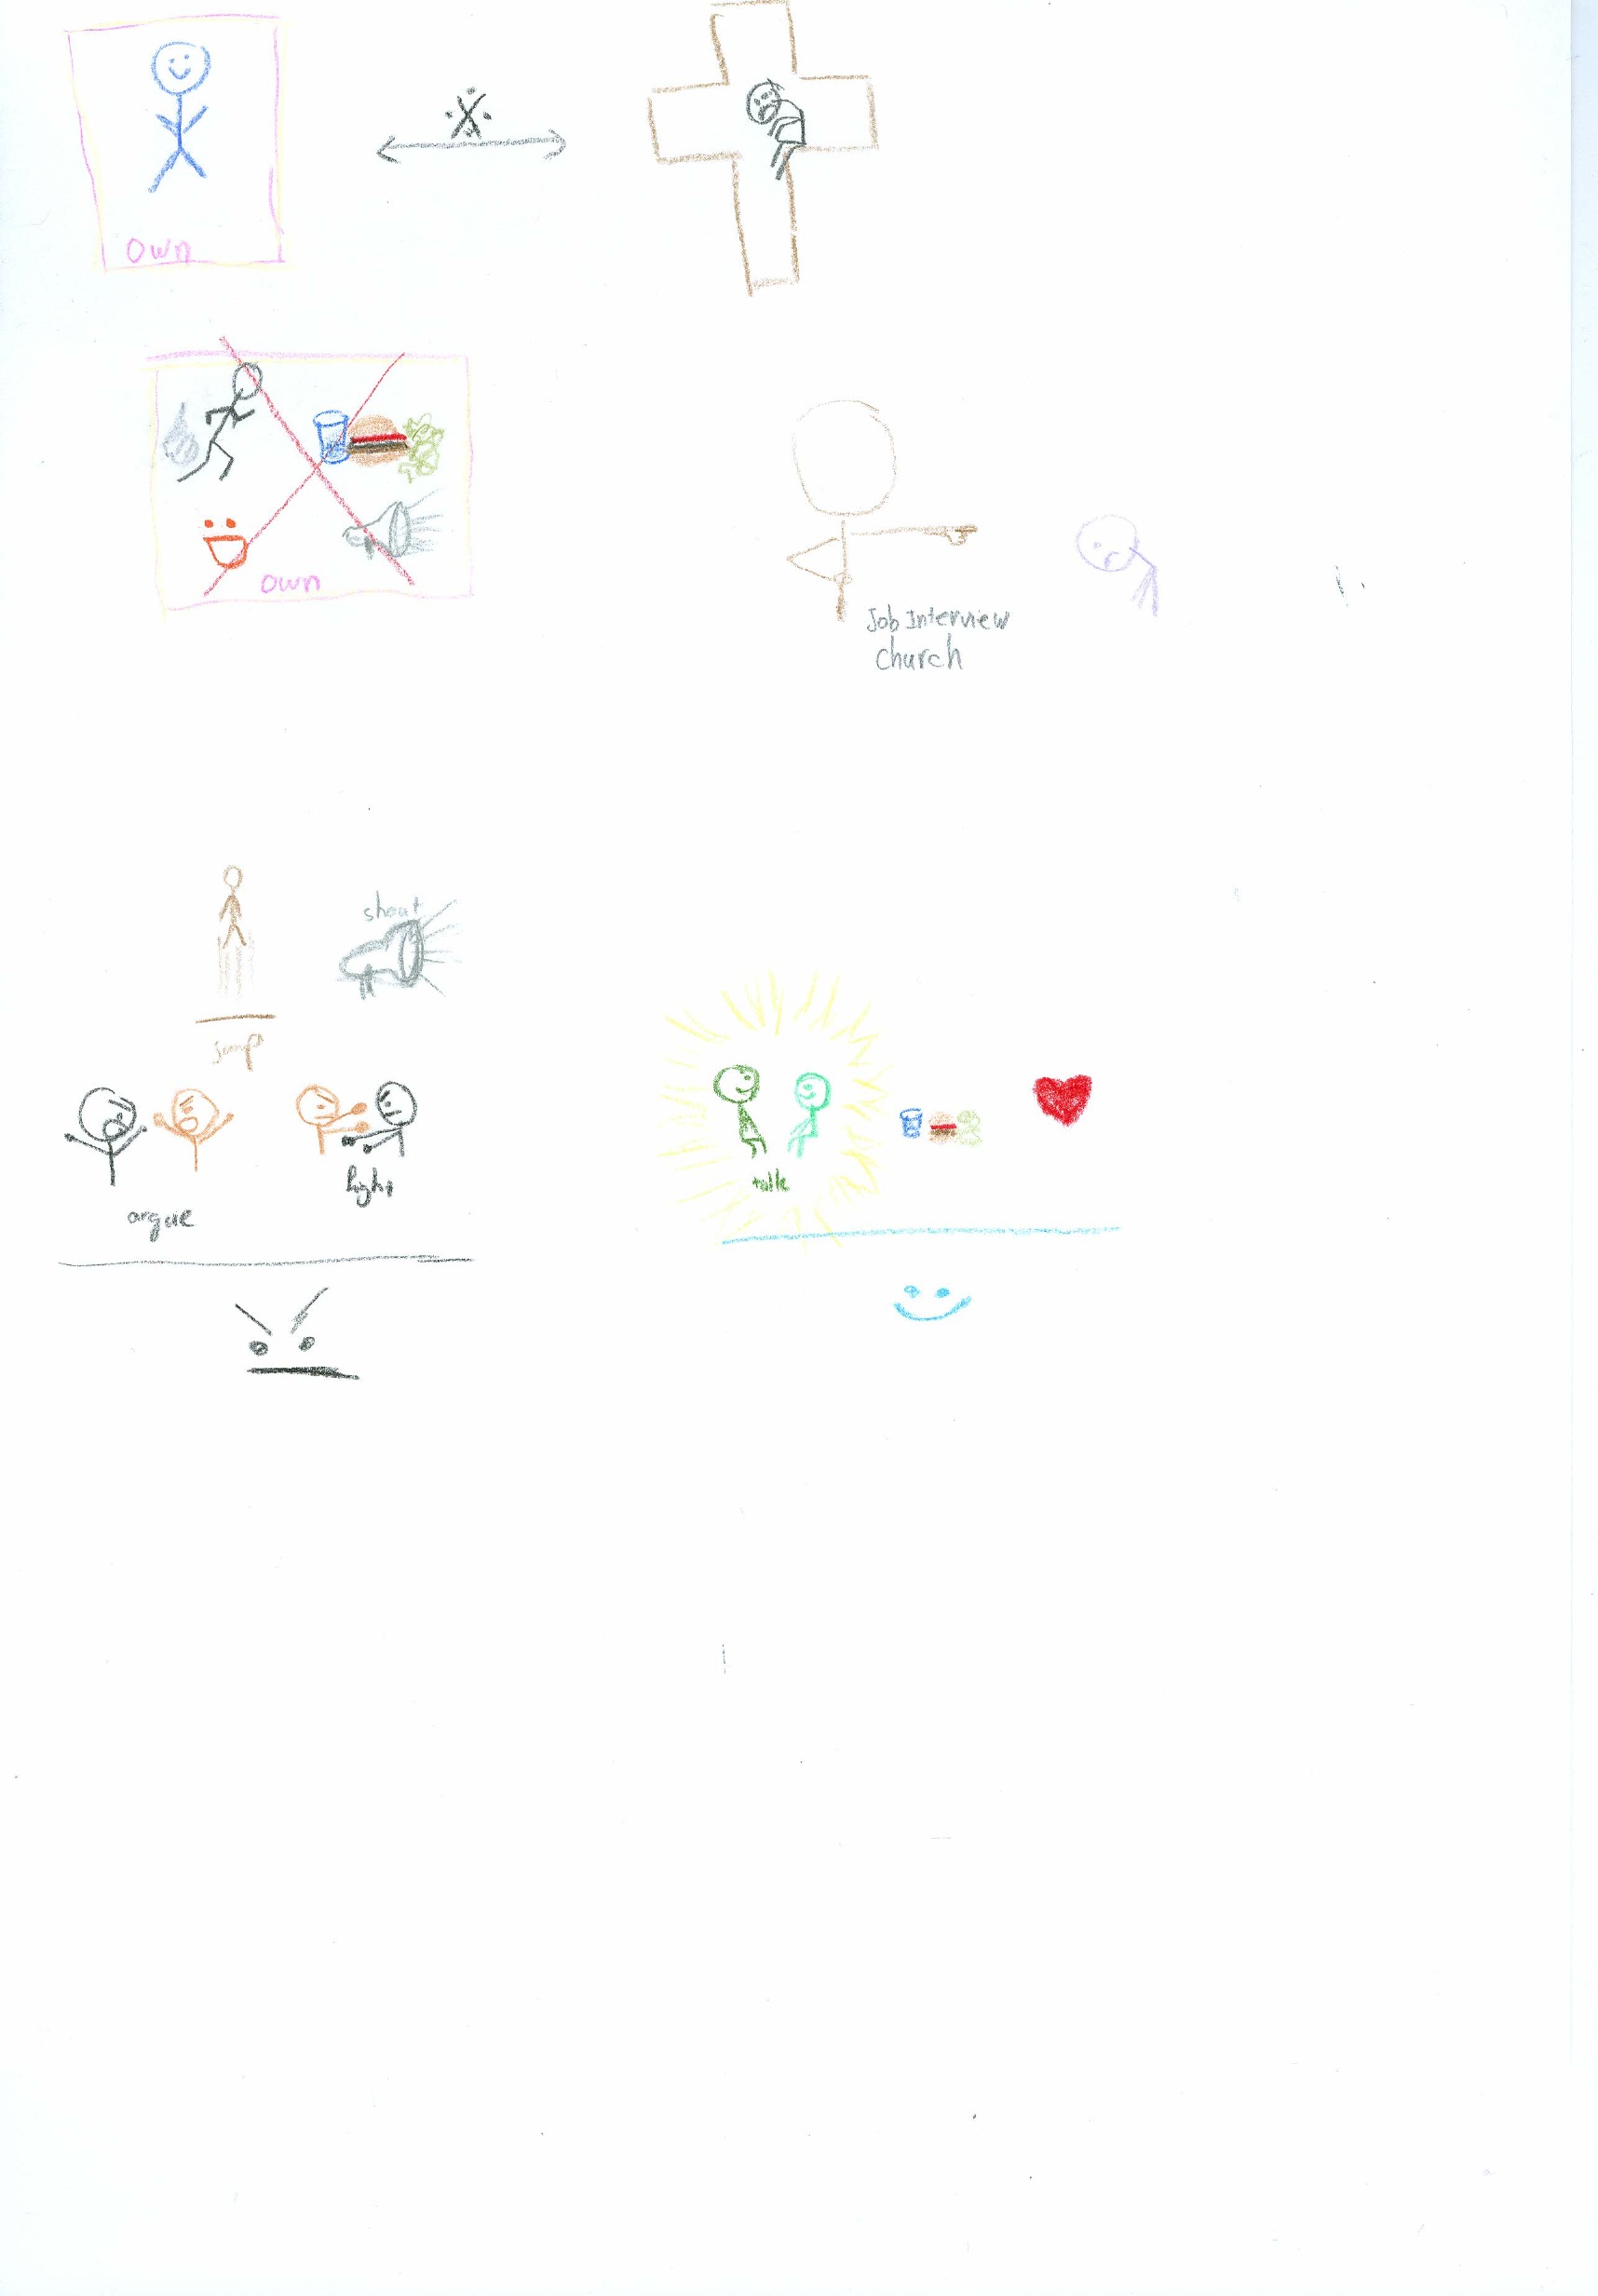 own
own
Job Interview
church
shout
jump
fight
argue
talk